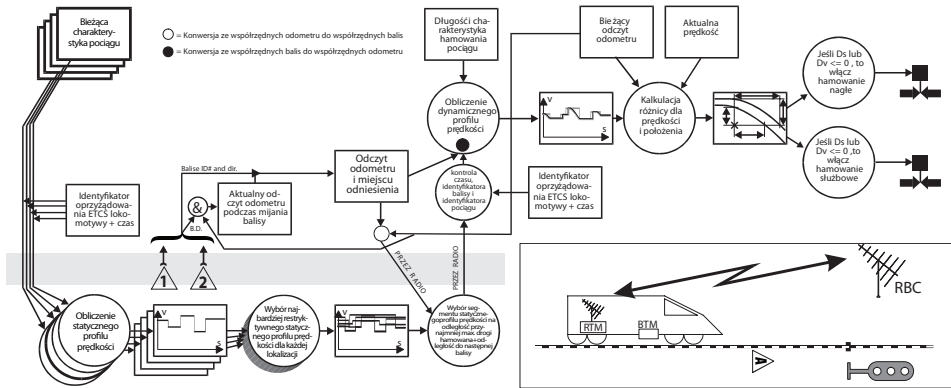 Bieżąca
charaktery-
styka pociągu
= Konwersja ze współrzędnych odometru do współrzędnych balis
= Konwersja ze współrzędnych balis do współrzędnych odometru
Długość i cha-
rakterystyka
hamowania
pociągu
Bieżący
odczyt
odometru
Aktualna
prędkość
Obliczenie
dynamicznego
profilu
prędkości
V
s
Kalkulacja
różnicy dla
prędkości
i położenia
Jeśli Ds lub
Dv <= 0 , to
włącz
hamowanie
nagłe
Jeśli Ds lub
Dv <= 0 ,to
włącz
hamowanie
służbowe
Balise ID# and dir.
Odczyt
odometru
i miejscu
odniesienia
kontrola
czasu,
identyfikatora
balisy i
identyfikatora
pociągu
Identyfikator
oprzyżądowa-
nia ETCS loko-
motywy + czas
Identyfikator
oprzyżądowa-
nia ETCS loko-
motywy + czas
&
B.D.
Aktualny od-
czyt odometru
podczas mijania
balisy
1
2
PRZEZ RADIO
PRZEZ RADIO
Obliczenie
statycznego
profilu
prędkości
V
s
Wybór naj-
bardziej restryk-
tywnego statycz-
nego profilu pręd-
kości dla każdej
lokalizacji
V
s
Wybór seg-
mentu statyczne-
goprofilu prędkości na
odległość przy-
najmniej max. drogi
hamowania+od-
ległość do następnej
balisy
RBC
RTM
BTM
A